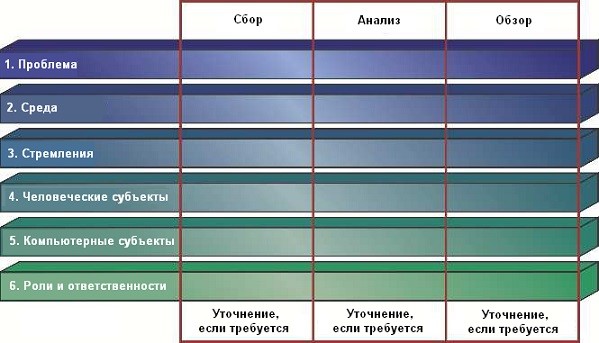 Сбор Анализ Обзор
1. Проблема
2. Среда
3. Стремления
4. Человеческие субъекты
5. Компьютерные субъекты
6. Роли и ответственности
Уточнение, Уточнение, Уточнение,
если требуется если требуется если требуется